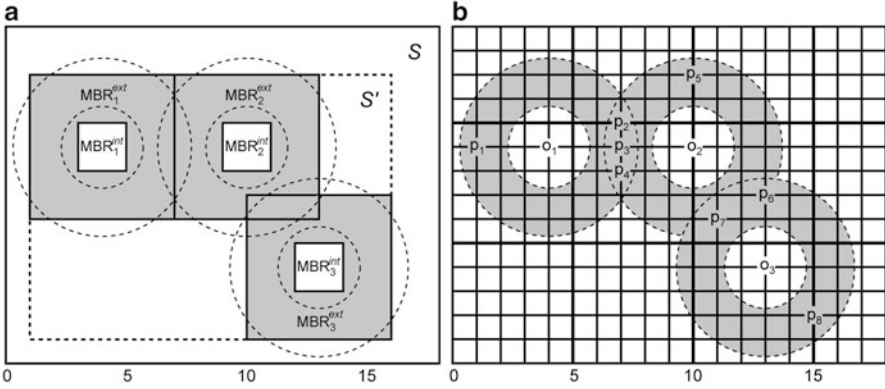 a
S
S'
MBR₁ᵉˣᵗ
MBR₂ᵉˣᵗ
MBR₁ⁱⁿᵗ
MBR₂ⁱⁿᵗ
MBR₃ⁱⁿᵗ
MBR₃ᵉˣᵗ
0 5 10 15
b
p₅
p₂
p₁ o₁ p₃ o₂
p₄
p₆
p₇
o₃
p₈
0 5 10 15